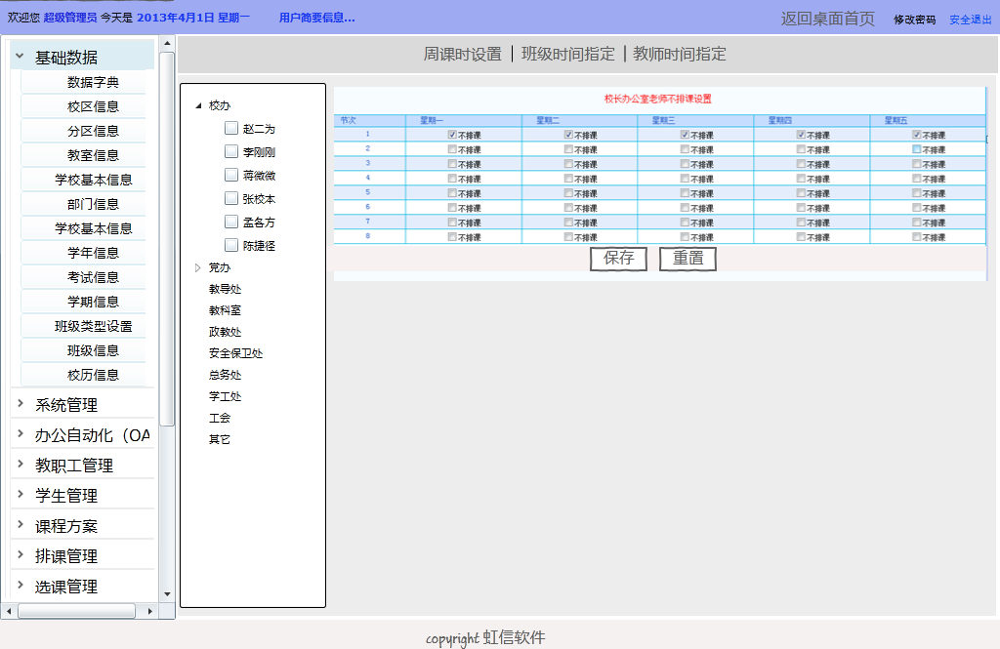 欢迎您 超级管理员 今天是 2013年4月1日 星期一 用户简要信息... 返回桌面首页 修改密码 安全退出
周课时设置 | 班级时间指定 | 教师时间指定
基础数据
数据字典
校区信息
分区信息
教室信息
学校基本信息
部门信息
学校基本信息
学年信息
考试信息
学期信息
班级类型设置
班级信息
校历信息
系统管理
办公自动化（OA
教职工管理
学生管理
课程方案
排课管理
选课管理
校办
赵二为
李刚刚
蒋微微
张校本
孟各方
陈捷径
党办
教导处
教科室
政教处
安全保卫处
总务处
学工处
工会
其它
校长办公室老师不排课设置
节次 星期一 星期二 星期三 星期四 星期五
1 不排课 不排课 不排课 不排课 不排课
2 不排课 不排课 不排课 不排课 不排课
3 不排课 不排课 不排课 不排课 不排课
4 不排课 不排课 不排课 不排课 不排课
5 不排课 不排课 不排课 不排课 不排课
6 不排课 不排课 不排课 不排课 不排课
7 不排课 不排课 不排课 不排课 不排课
8 不排课 不排课 不排课 不排课 不排课
保存 重置
copyright 虹信软件